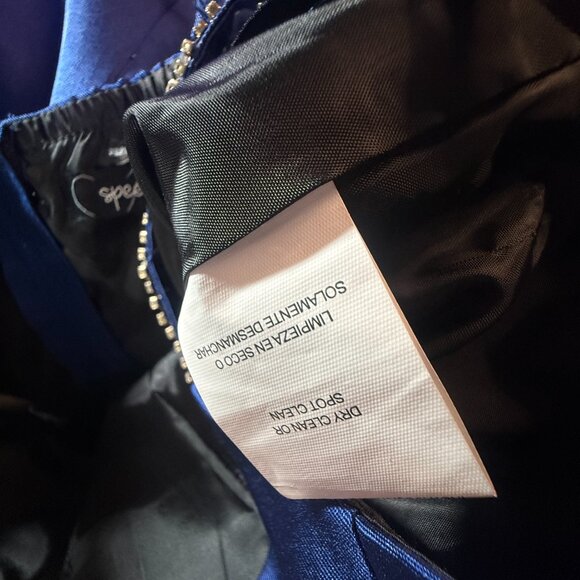 DRY CLEAN OR
SPOT CLEAN
LIMPIEZA EN SECO O
SOLAMENTE DESMANCHAR